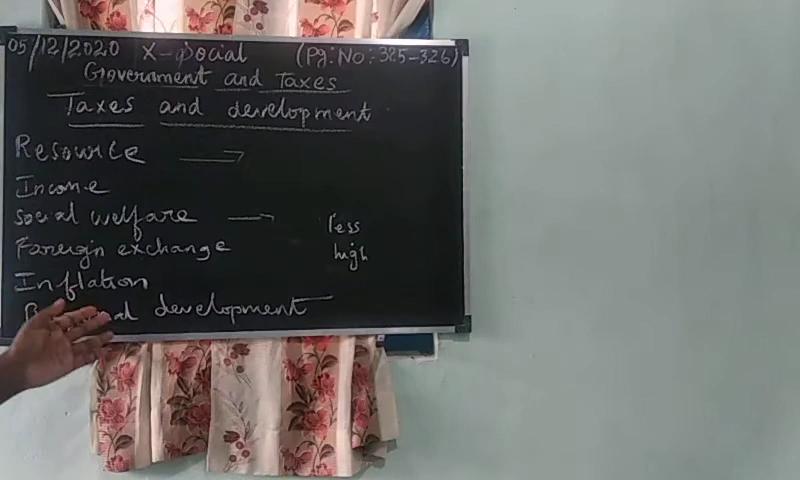 05/12/2020 X-social (Pg: No: 325-326)
Government and Taxes
Taxes and development
Resource →
Income
social welfare →
less
Foreign exchange
high
Inflation
development